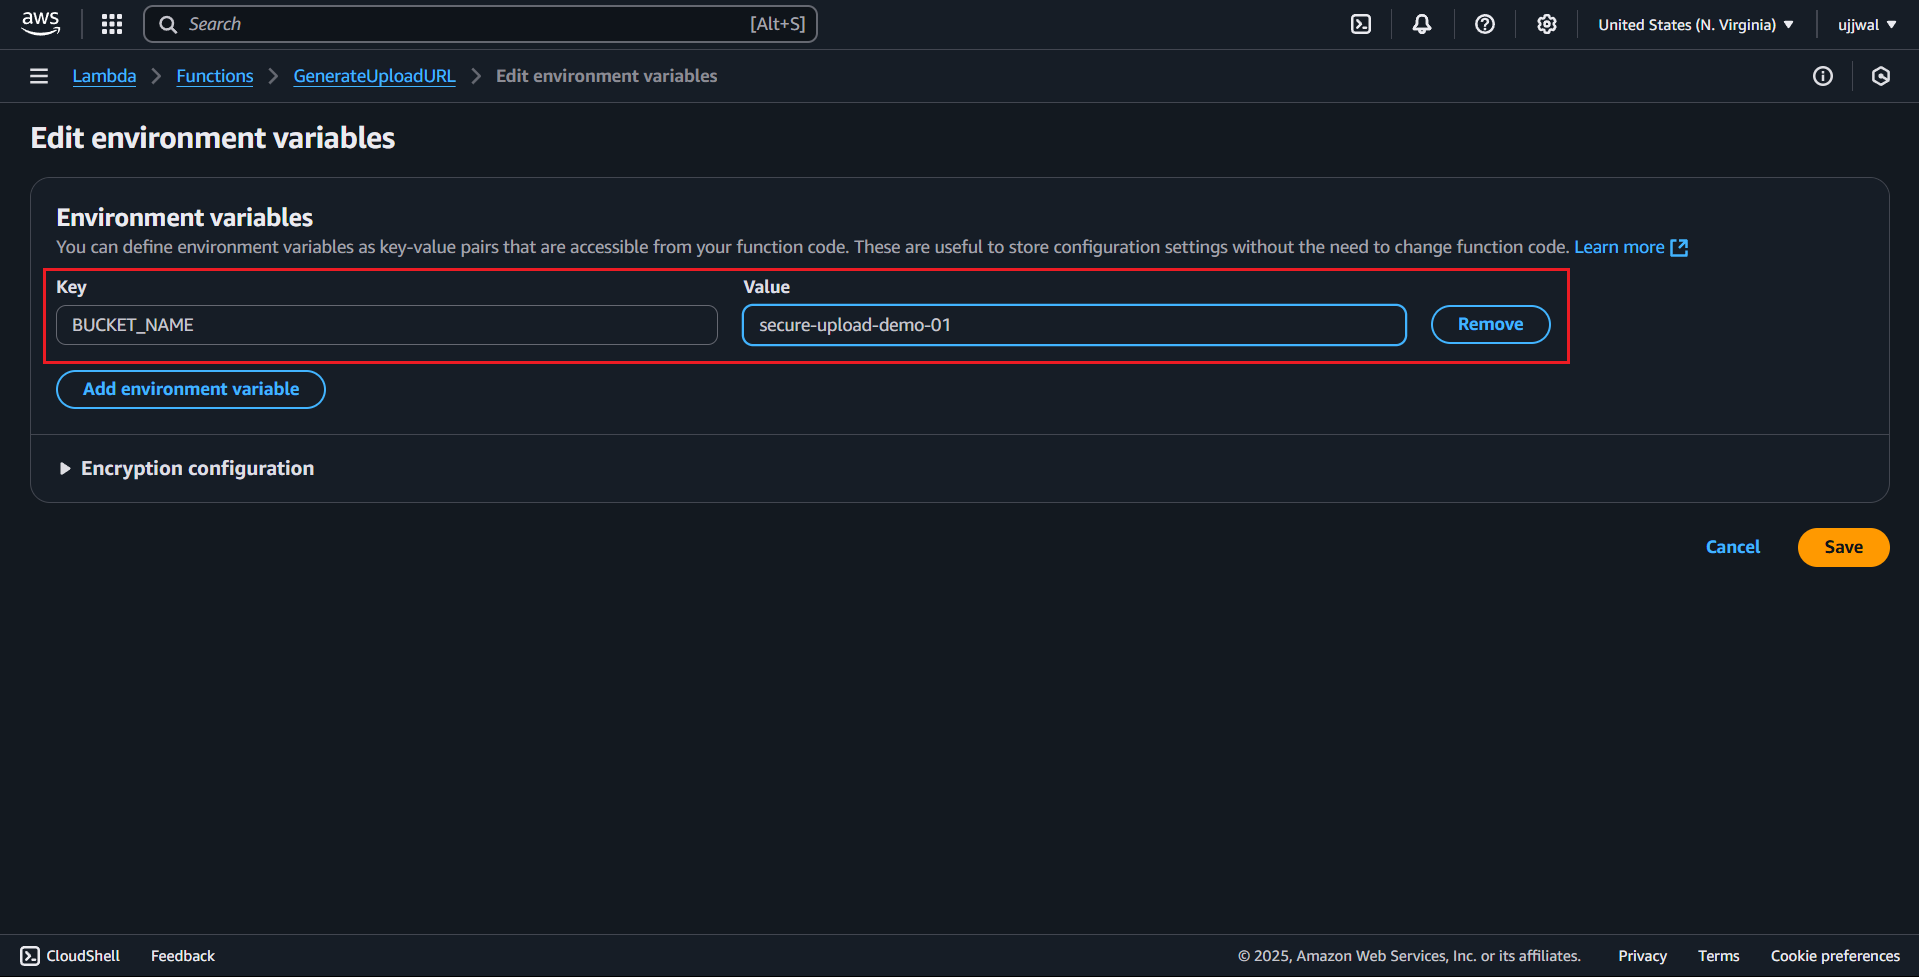 aws Search [Alt+S] United States (N. Virginia) ujjwal
Lambda Functions GenerateUploadURL Edit environment variables
Edit environment variables
Environment variables
You can define environment variables as key-value pairs that are accessible from your function code. These are useful to store configuration settings without the need to change function code. Learn more
Key Value
BUCKET_NAME secure-upload-demo-01 Remove
Add environment variable
Encryption configuration
Cancel Save
CloudShell Feedback © 2025, Amazon Web Services, Inc. or its affiliates. Privacy Terms Cookie preferences